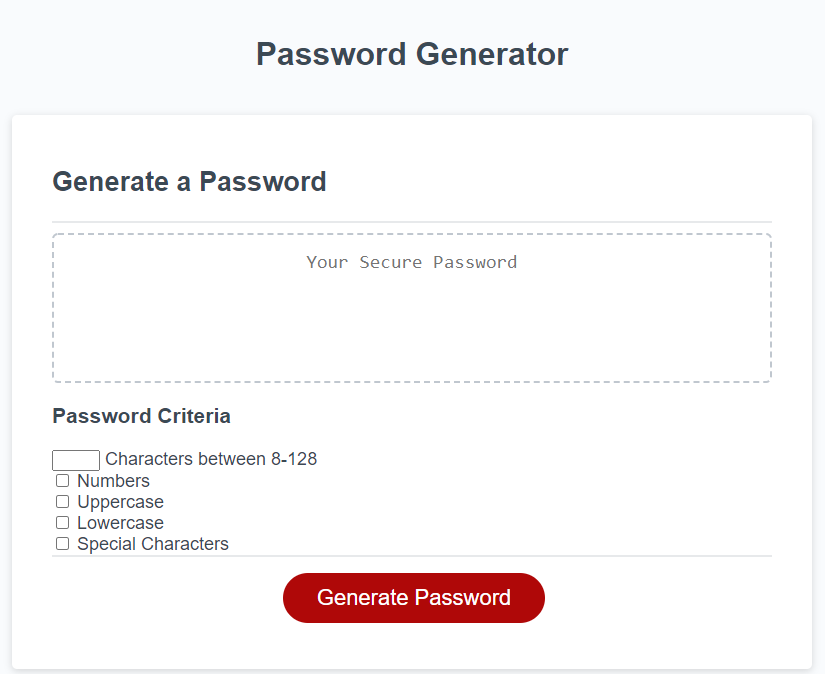 Password Generator
Generate a Password
Your Secure Password
Password Criteria
Characters between 8-128
Numbers
Uppercase
Lowercase
Special Characters
Generate Password